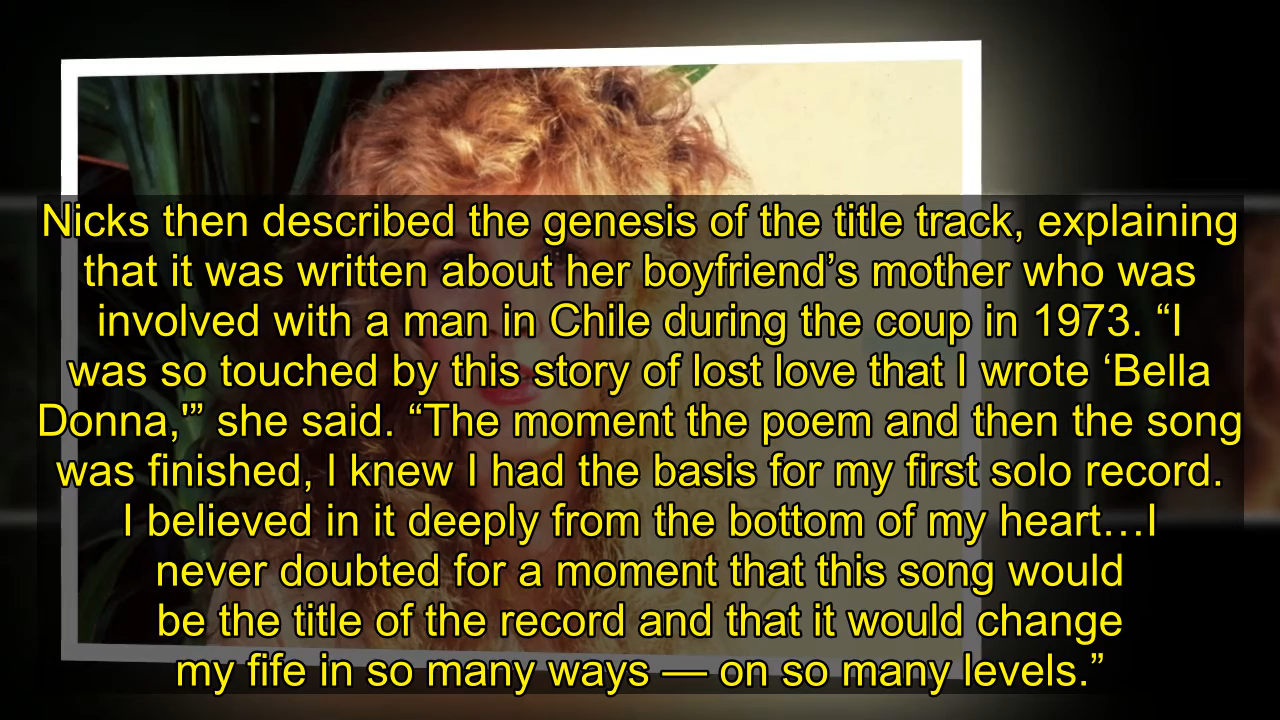 Nicks then described the genesis of the title track, explaining
that it was written about her boyfriend’s mother who was
involved with a man in Chile during the coup in 1973. “I
was so touched by this story of lost love that I wrote ‘Bella
Donna,'” she said. “The moment the poem and then the song
was finished, I knew I had the basis for my first solo record.
I believed in it deeply from the bottom of my heart…I
never doubted for a moment that this song would
be the title of the record and that it would change
my fife in so many ways — on so many levels.”